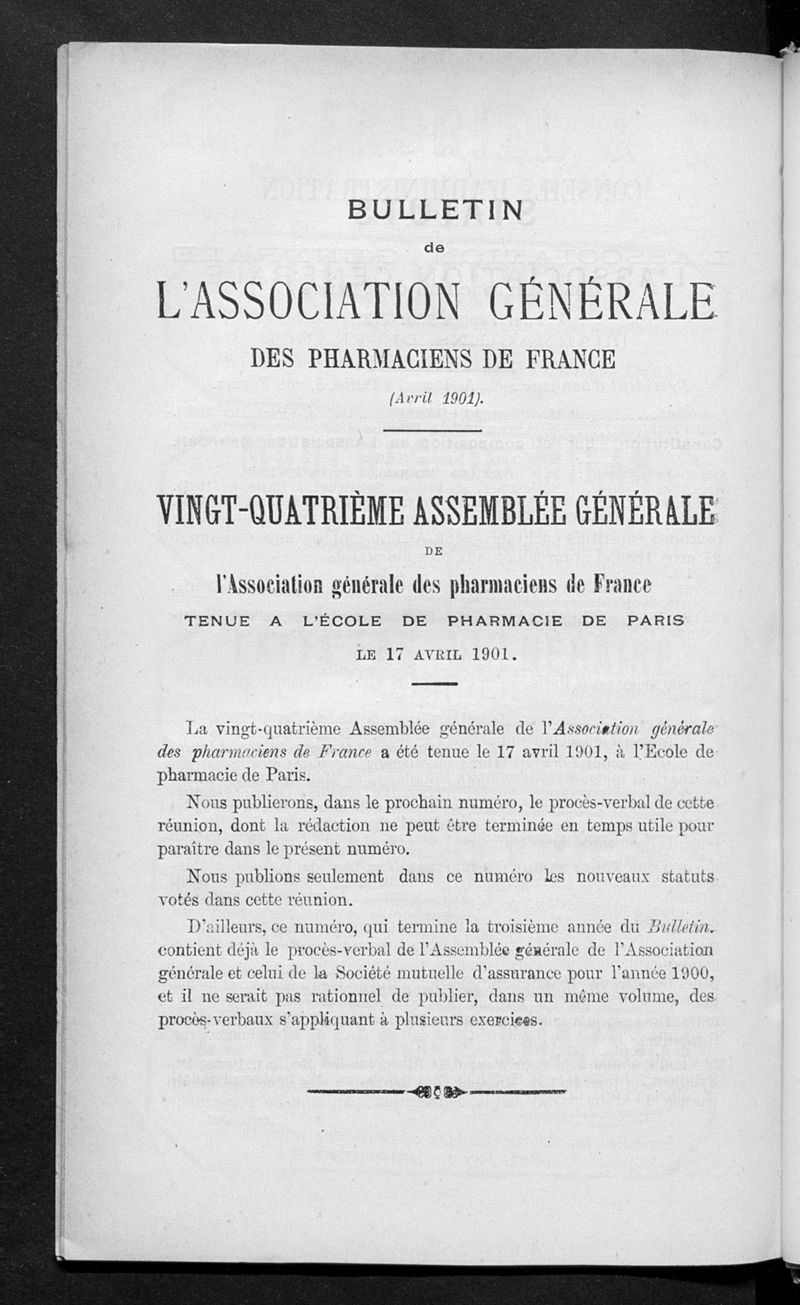 BULLETIN
de
L'ASSOCIATION GÉNÉRALE
DES PHARMACIENS DE FRANCE
(Avril 1901).
VINGT-QUATRIÈME ASSEMBLÉE GÉNÉRALE
DE
l'Association générale des pharmaciens de France
TENUE A L'ÉCOLE DE PHARMACIE DE PARIS
LE 17 AVRIL 1901.
La vingt-quatrième Assemblée générale de l'Association générale
des pharmaciens de France a été tenue le 17 avril 1901, à l'Ecole de
pharmacie de Paris.
Nous publierons, dans le prochain numéro, le procès-verbal de cette
réunion, dont la rédaction ne peut être terminée en temps utile pour
paraître dans le présent numéro.
Nous publions seulement dans ce numéro les nouveaux statuts
votés dans cette réunion.
D'ailleurs, ce numéro, qui termine la troisième année du Bulletin,
contient déjà le procès-verbal de l'Assemblée générale de l'Association
générale et celui de la Société mutuelle d'assurance pour l'année 1900,
et il ne serait pas rationnel de publier, dans un même volume, des
procès-verbaux s'appliquant à plusieurs exercices.